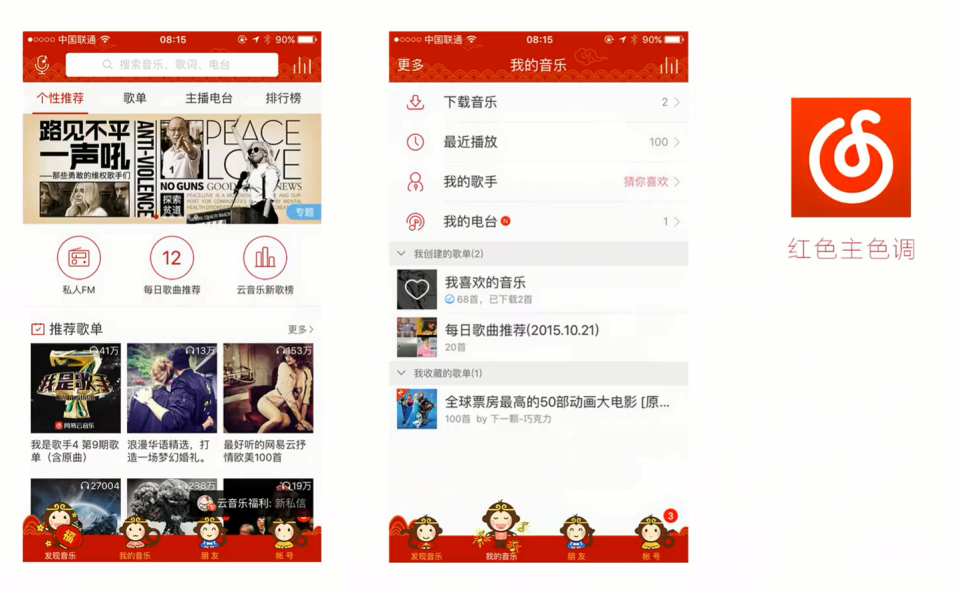 中国联通 08:15 90%
搜索音乐、歌词、电台
个性推荐 歌单 主播电台 排行榜
路见不平
一声吼
——那些勇敢的维权歌手们
ANTI-VIOLENCE
PEACE
LOVE
NO GUNS GOOD NEWS
探索
贫道
专题
12
私人FM 每日歌曲推荐 云音乐新歌榜
推荐歌单 更多
41万 13万 153万
我是歌手
网易云音乐
我是歌手4 第9期歌单（含原曲）
浪漫华语精选，打造一场梦幻婚礼。
最好听的网易云抒情欧美100首
27004 238万 19万
云音乐福利: 新私信
福
发现音乐 我的音乐 朋友 帐号
中国联通 08:15 90%
更多 我的音乐
下载音乐 2
最近播放 100
我的歌手 猜你喜欢
我的电台 N 1
我创建的歌单(2)
我喜欢的音乐
68首，已下载2首
每日歌曲推荐(2015.10.21)
20首
我收藏的歌单(1)
全球票房最高的50部动画大电影 [原...
100首 by 下一颗-巧克力
3
发现音乐 我的音乐 朋友 帐号
红色主色调